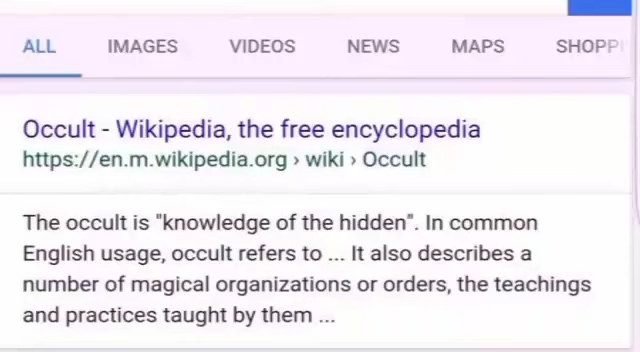 ALL IMAGES VIDEOS NEWS MAPS SHOPPI
Occult - Wikipedia, the free encyclopedia
https://en.m.wikipedia.org › wiki › Occult
The occult is "knowledge of the hidden". In common
English usage, occult refers to ... It also describes a
number of magical organizations or orders, the teachings
and practices taught by them ...